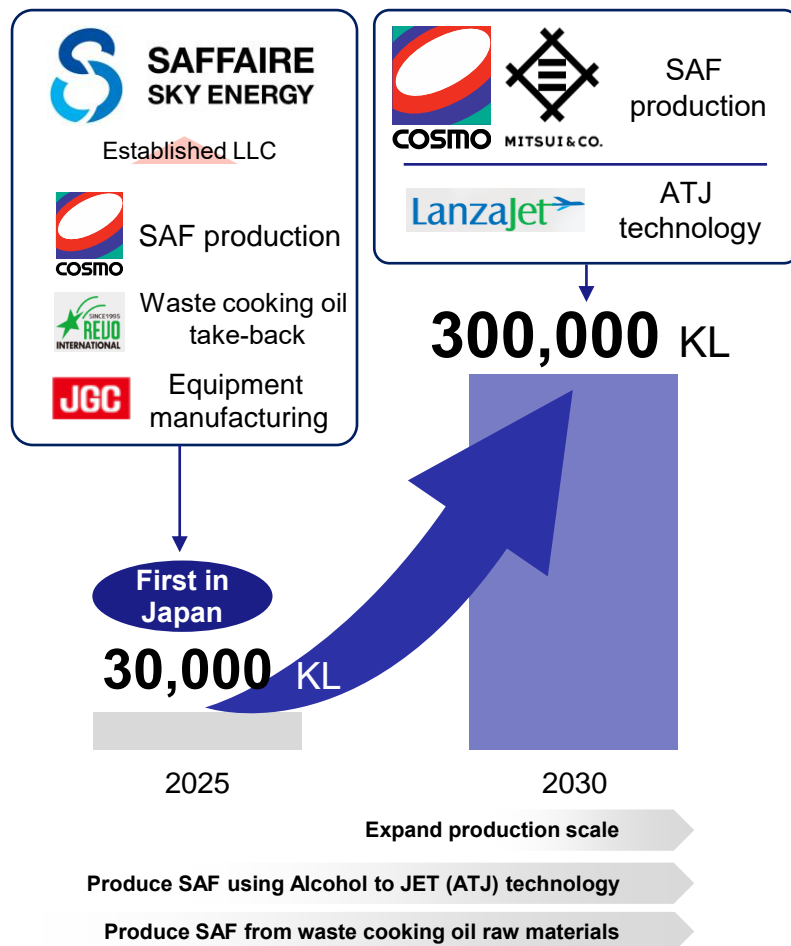 SAFFAIRE
SKY ENERGY
Established LLC
COSMO
SAF production
SINCE1995
REVO
INTERNATIONAL
Waste cooking oil
take-back
JGC
Equipment
manufacturing
COSMO
MITSUI & CO.
SAF
production
LanzaJet
ATJ
technology
300,000 KL
First in
Japan
30,000 KL
2025
2030
Expand production scale
Produce SAF using Alcohol to JET (ATJ) technology
Produce SAF from waste cooking oil raw materials